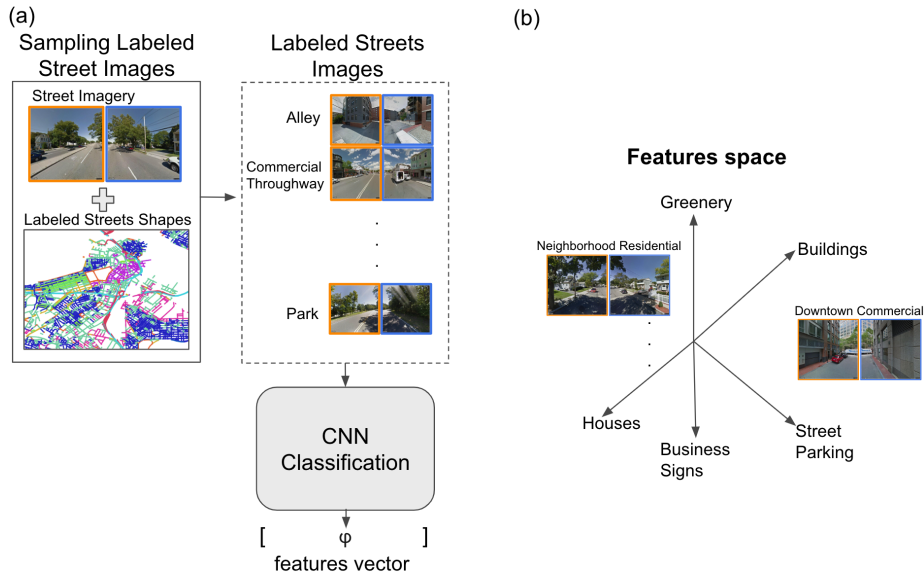 (a)
Sampling Labeled
Street Images
Street Imagery
Labeled Streets Shapes
Labeled Streets
Images
Alley
Commercial
Throughway
Park
CNN
Classification
[ φ ]
features vector
(b)
Features space
Greenery
Buildings
Neighborhood Residential
Downtown Commercial
Houses
Business
Signs
Street
Parking